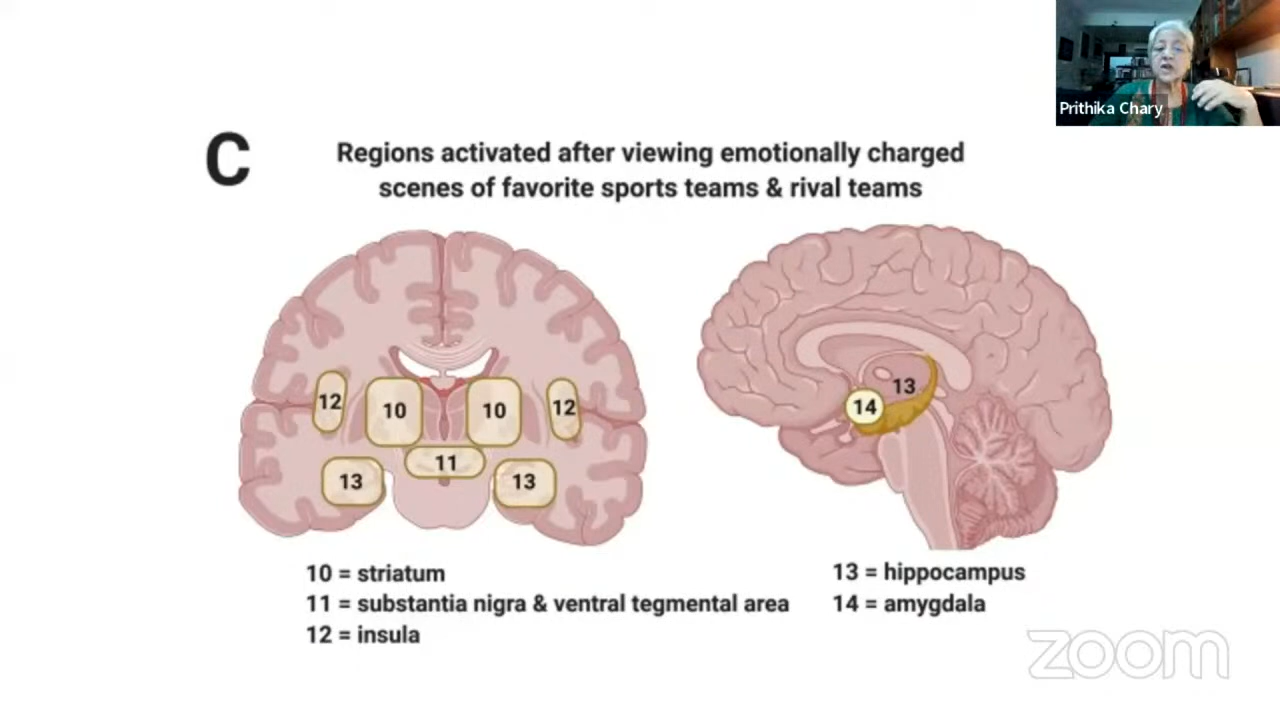 Prithika Chary
C
Regions activated after viewing emotionally charged
scenes of favorite sports teams & rival teams
12
10
10
12
11
13
13
13
14
10 = striatum
11 = substantia nigra & ventral tegmental area
12 = insula
13 = hippocampus
14 = amygdala
zoom